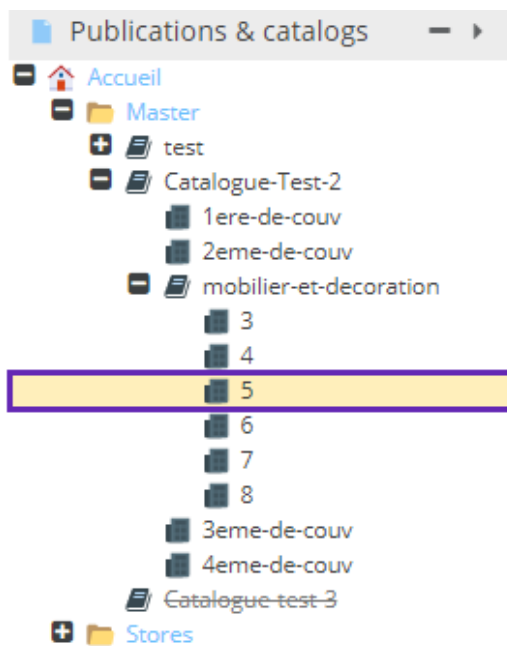 Publications & catalogs
Accueil
Master
test
Catalogue-Test-2
1ere-de-couv
2eme-de-couv
mobilier-et-decoration
3
4
5
6
7
8
3eme-de-couv
4eme-de-couv
Catalogue test 3
Stores